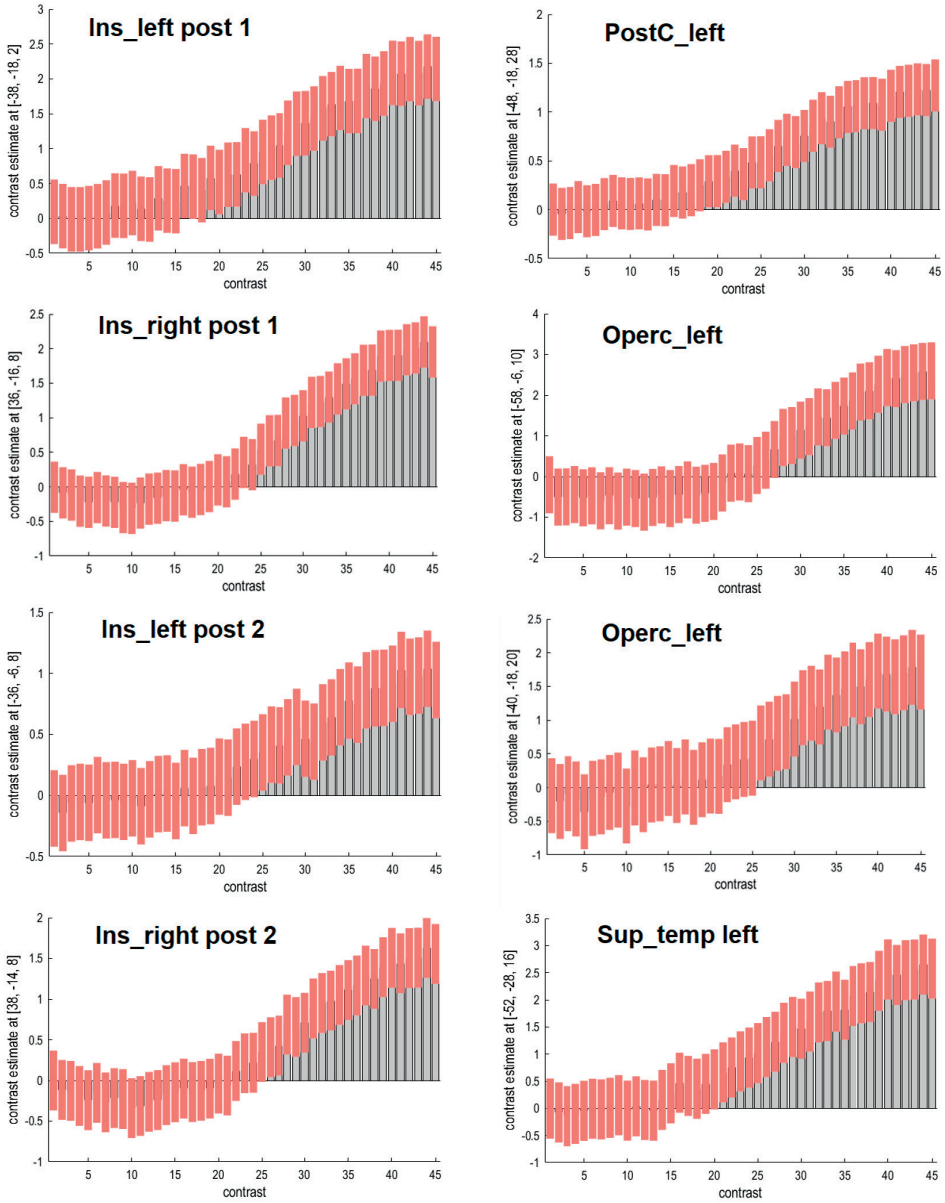 Ins_left post 1
contrast estimate at [-38, -18, 2]
3
2.5
2
1.5
1
0.5
0
-0.5
5 10 15 20 25 30 35 40 45
contrast
PostC_left
contrast estimate at [-48, -18, 28]
2
1.5
1
0.5
0
-0.5
5 10 15 20 25 30 35 40 45
contrast
Ins_right post 1
contrast estimate at [36, -16, 8]
2.5
2
1.5
1
0.5
0
-0.5
-1
5 10 15 20 25 30 35 40 45
contrast
Operc_left
contrast estimate at [-58, -6, 10]
4
3
2
1
0
-1
-2
5 10 15 20 25 30 35 40 45
contrast
Ins_left post 2
contrast estimate at [-36, -6, 8]
1.5
1
0.5
0
-0.5
5 10 15 20 25 30 35 40 45
contrast
Operc_left
contrast estimate at [-40, -18, 20]
2.5
2
1.5
1
0.5
0
-0.5
-1
5 10 15 20 25 30 35 40 45
contrast
Ins_right post 2
contrast estimate at [38, -14, 8]
2
1.5
1
0.5
0
-0.5
-1
5 10 15 20 25 30 35 40 45
contrast
Sup_temp left
contrast estimate at [-52, -28, 16]
3.5
3
2.5
2
1.5
1
0.5
0
-0.5
-1
5 10 15 20 25 30 35 40 45
contrast